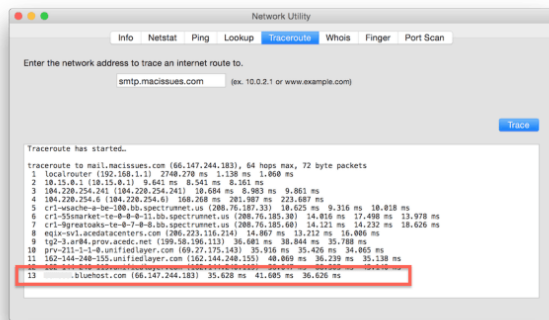 Network Utility
Info Netstat Ping Lookup Traceroute Whois Finger Port Scan
Enter the network address to trace an internet route to.
smtp.macissues.com (ex. 10.0.2.1 or www.example.com)
Trace
Traceroute has started…
traceroute to mail.macissues.com (66.147.244.183), 64 hops max, 72 byte packets
1 localrouter (192.168.1.1) 2740.270 ms 1.138 ms 1.060 ms
2 10.15.0.1 (10.15.0.1) 9.641 ms 8.541 ms 8.161 ms
3 104.220.254.241 (104.220.254.241) 10.684 ms 8.983 ms 9.861 ms
4 104.220.254.6 (104.220.254.6) 168.268 ms 201.987 ms 223.687 ms
5 cr1-wsache-a-be-100.bb.spectrumnet.us (208.76.187.33) 10.625 ms 9.316 ms 10.018 ms
6 cr1-55smarket-te-0-0-0-11.bb.spectrumnet.us (208.76.185.30) 14.016 ms 17.498 ms 13.978 ms
7 cr1-9greatoaks-te-0-7-0-8.bb.spectrumnet.us (208.76.185.60) 14.121 ms 14.232 ms 18.626 ms
8 eqix-sv1.acedatacenters.com (206.223.116.214) 14.867 ms 13.212 ms 16.006 ms
9 tg2-3.ar04.prov.acedc.net (199.58.196.113) 36.601 ms 38.844 ms 35.788 ms
10 prv-211-1-1-0.unifiedlayer.com (69.27.175.143) 35.916 ms 35.426 ms 34.065 ms
11 162-144-240-155.unifiedlayer.com (162.144.240.155) 40.069 ms 36.239 ms 35.138 ms
13 .bluehost.com (66.147.244.183) 35.628 ms 41.605 ms 36.626 ms